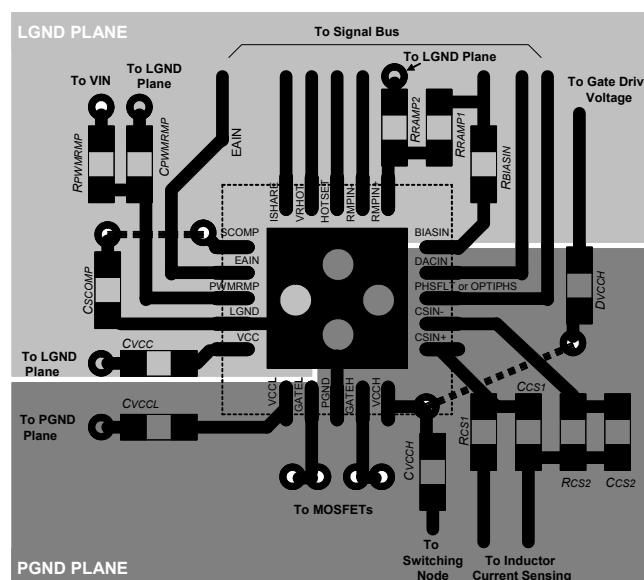 LGND PLANE
To Signal Bus
To LGND Plane
To VIN
To LGND
Plane
To Gate Driv
Voltage
RPWMRMP
CPWMRMP
EAIN
RRAMP2
RRAMP1
RBIASIN
ISHARE
VRHOT
HOTSET
RMPIN-
RMPIN+
SCOMP
EAIN
PWMRMP
LGND
VCC
BIASIN
DACIN
PHSFLT or OPTIPHS
CSIN-
CSIN+
CSCOMP
DVCCH
To LGND
Plane
CVCC
VCCL
GATEL
PGND
GATEH
VCCH
To PGND
Plane
CVCCL
CVCCH
RCS1
CCS1
RCS2
CCS2
To MOSFETs
To
Switching
Node
To Inductor
Current Sensing
PGND PLANE